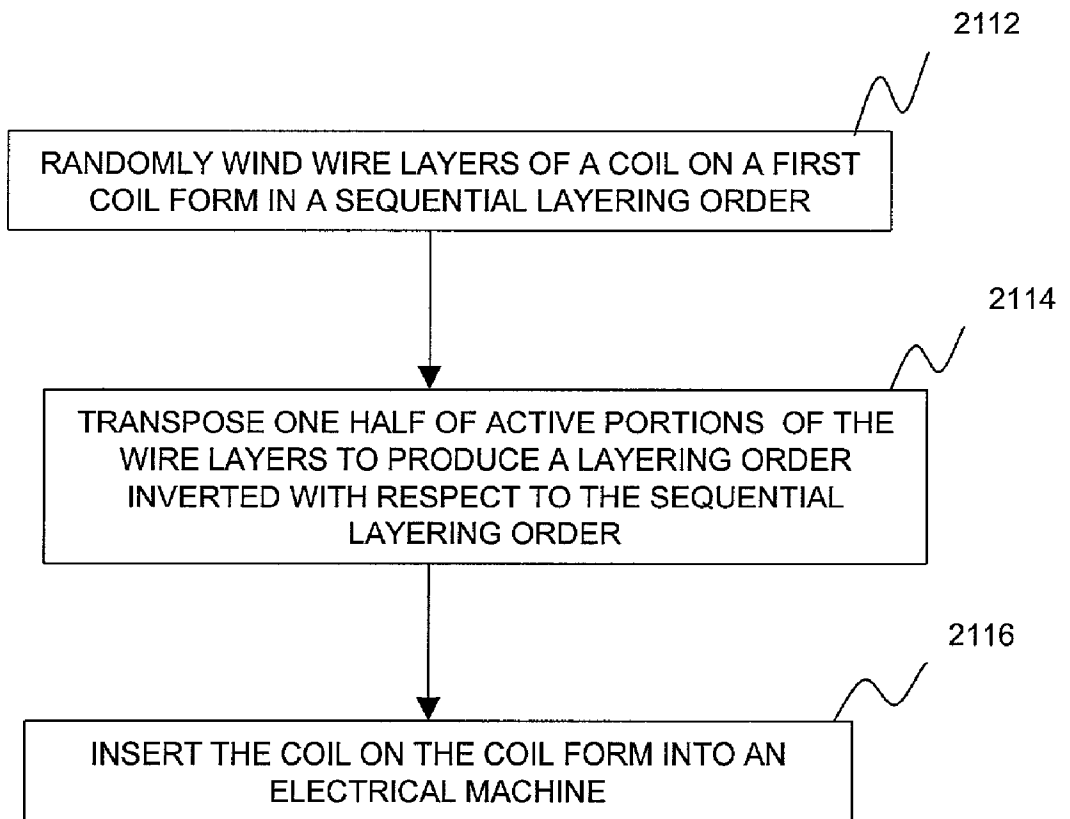 2112
RANDOMLY WIND WIRE LAYERS OF A COIL ON A FIRST
COIL FORM IN A SEQUENTIAL LAYERING ORDER
2114
TRANSPOSE ONE HALF OF ACTIVE PORTIONS OF THE
WIRE LAYERS TO PRODUCE A LAYERING ORDER
INVERTED WITH RESPECT TO THE SEQUENTIAL
LAYERING ORDER
2116
INSERT THE COIL ON THE COIL FORM INTO AN
ELECTRICAL MACHINE